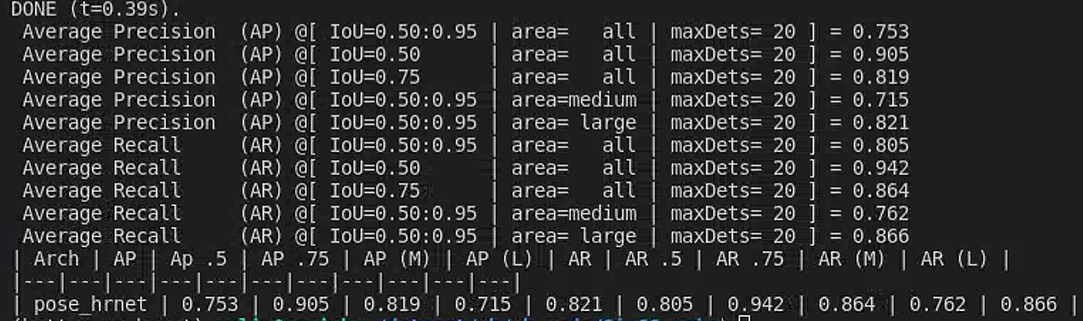 DONE (t=0.39s).
Average Precision  (AP) @[ IoU=0.50:0.95 | area=   all | maxDets= 20 ] = 0.753
Average Precision  (AP) @[ IoU=0.50      | area=   all | maxDets= 20 ] = 0.905
Average Precision  (AP) @[ IoU=0.75      | area=   all | maxDets= 20 ] = 0.819
Average Precision  (AP) @[ IoU=0.50:0.95 | area=medium | maxDets= 20 ] = 0.715
Average Precision  (AP) @[ IoU=0.50:0.95 | area= large | maxDets= 20 ] = 0.821
Average Recall     (AR) @[ IoU=0.50:0.95 | area=   all | maxDets= 20 ] = 0.805
Average Recall     (AR) @[ IoU=0.50      | area=   all | maxDets= 20 ] = 0.942
Average Recall     (AR) @[ IoU=0.75      | area=   all | maxDets= 20 ] = 0.864
Average Recall     (AR) @[ IoU=0.50:0.95 | area=medium | maxDets= 20 ] = 0.762
Average Recall     (AR) @[ IoU=0.50:0.95 | area= large | maxDets= 20 ] = 0.866
| Arch | AP | Ap .5 | AP .75 | AP (M) | AP (L) | AR | AR .5 | AR .75 | AR (M) | AR (L) |
|---|---|---|---|---|---|---|---|
| pose_hrnet | 0.753 | 0.905 | 0.819 | 0.715 | 0.821 | 0.805 | 0.942 | 0.864 | 0.762 | 0.866 |